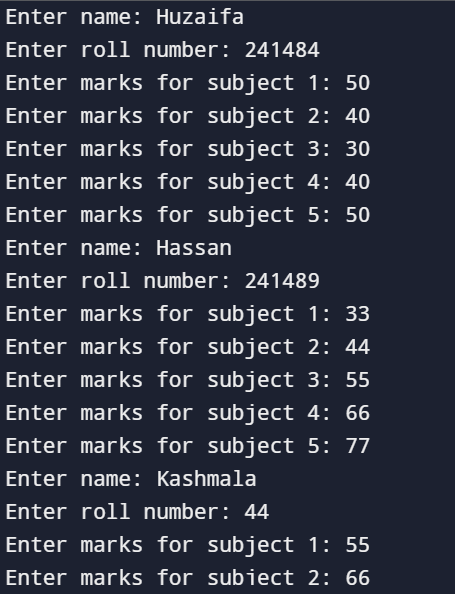 Enter name: Huzaifa
Enter roll number: 241484
Enter marks for subject 1: 50
Enter marks for subject 2: 40
Enter marks for subject 3: 30
Enter marks for subject 4: 40
Enter marks for subject 5: 50
Enter name: Hassan
Enter roll number: 241489
Enter marks for subject 1: 33
Enter marks for subject 2: 44
Enter marks for subject 3: 55
Enter marks for subject 4: 66
Enter marks for subject 5: 77
Enter name: Kashmala
Enter roll number: 44
Enter marks for subject 1: 55
Enter marks for subject 2: 66